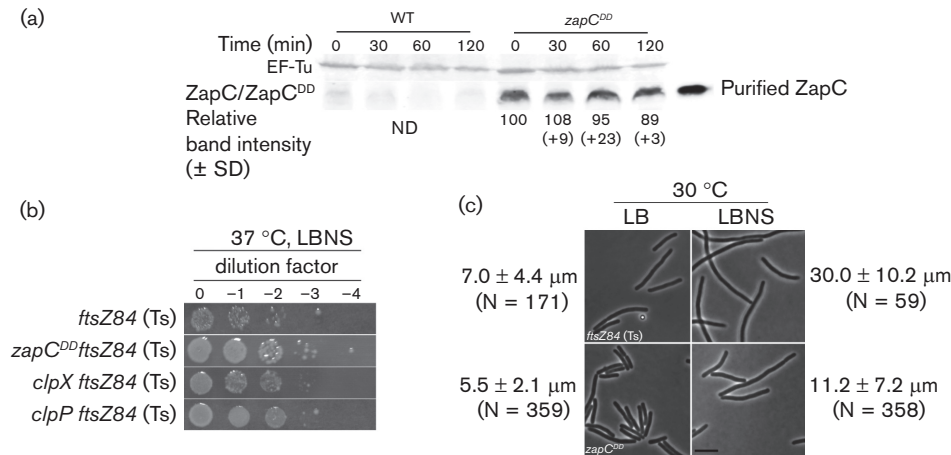 (a)
WT
zapC^DD
Time (min) 0 30 60 120 0 30 60 120
EF-Tu
ZapC/ZapC^DD
Purified ZapC
Relative band intensity (± SD)
ND
100 108 95 89
(+9) (+23) (+3)
(b)
37 °C, LBNS
dilution factor
0 −1 −2 −3 −4
ftsZ84 (Ts)
zapC^DD ftsZ84 (Ts)
clpX ftsZ84 (Ts)
clpP ftsZ84 (Ts)
(c)
30 °C
LB LBNS
7.0 ± 4.4 μm
(N = 171)
30.0 ± 10.2 μm
(N = 59)
ftsZ84 (Ts)
5.5 ± 2.1 μm
(N = 359)
11.2 ± 7.2 μm
(N = 358)
zapC^DD